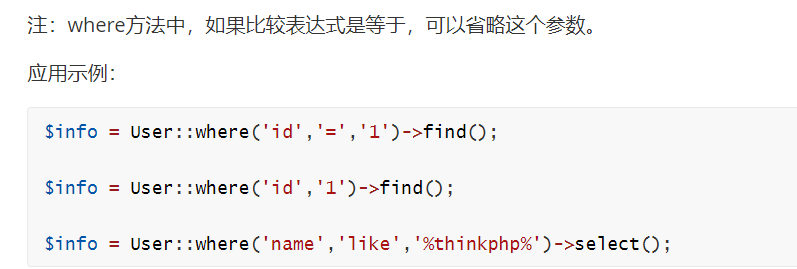 注：where方法中，如果比较表达式是等于，可以省略这个参数。
应用示例：
$info = User::where('id','=','1')->find();
$info = User::where('id','1')->find();
$info = User::where('name','like','%thinkphp%')->select();